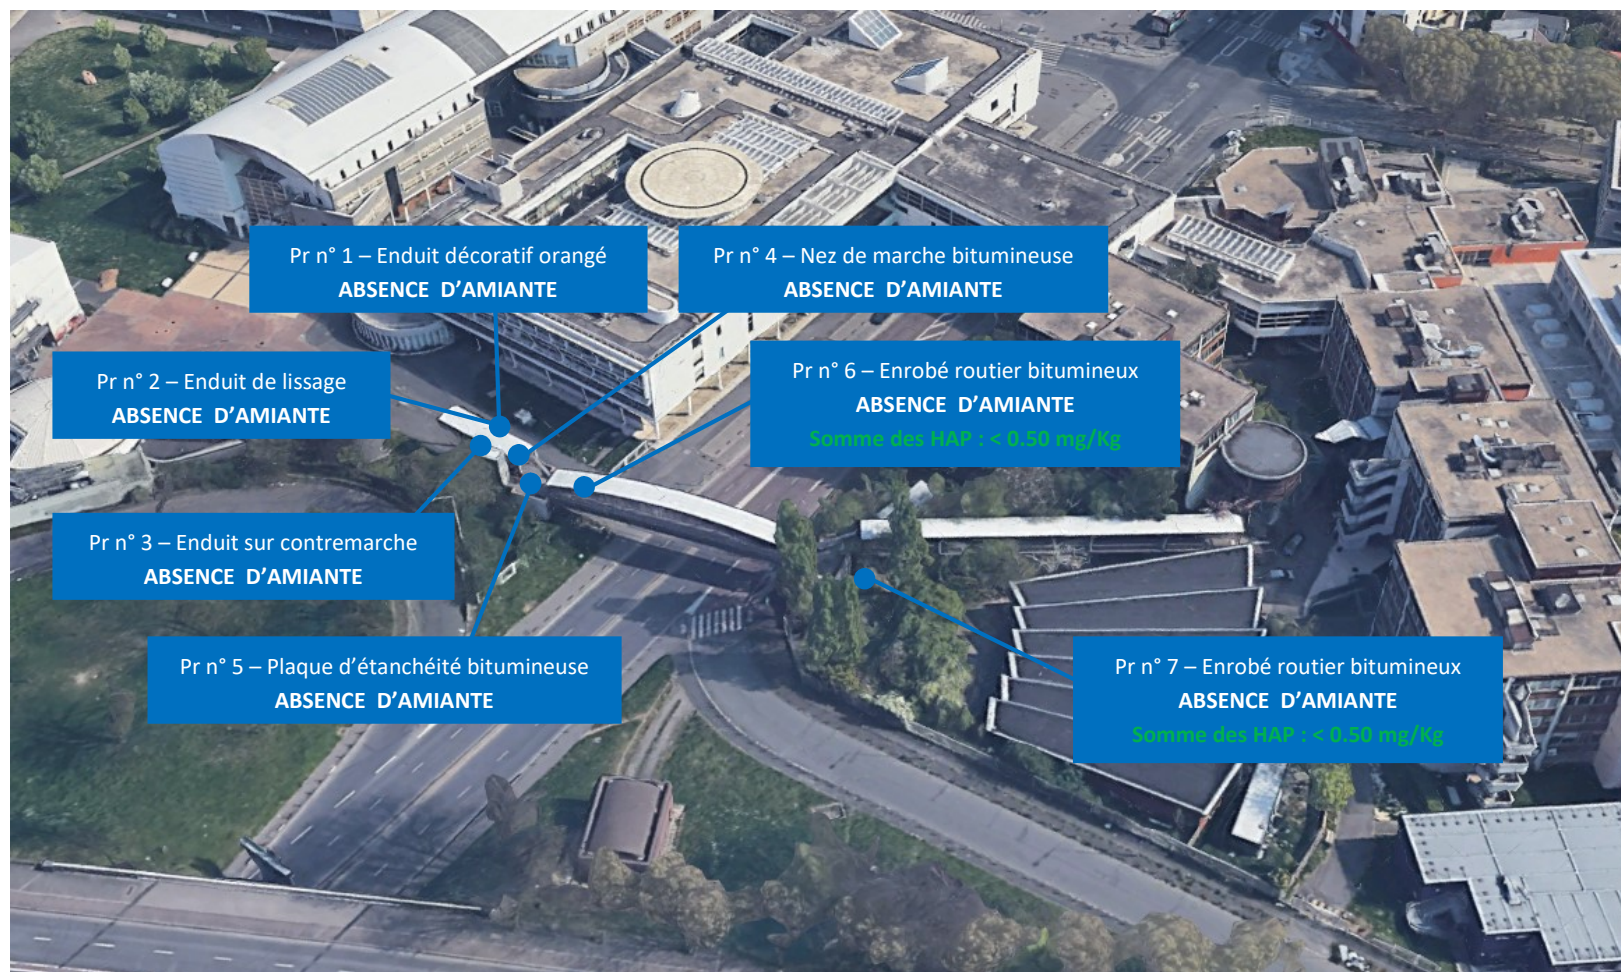 Pr n° 1 – Enduit décoratif orangé
ABSENCE D’AMIANTE
Pr n° 4 – Nez de marche bitumineuse
ABSENCE D’AMIANTE
Pr n° 2 – Enduit de lissage
ABSENCE D’AMIANTE
Pr n° 6 – Enrobé routier bitumineux
ABSENCE D’AMIANTE
Somme des HAP : < 0.50 mg/Kg
Pr n° 3 – Enduit sur contremarche
ABSENCE D’AMIANTE
Pr n° 5 – Plaque d’étanchéité bitumineuse
ABSENCE D’AMIANTE
Pr n° 7 – Enrobé routier bitumineux
ABSENCE D’AMIANTE
Somme des HAP : < 0.50 mg/Kg